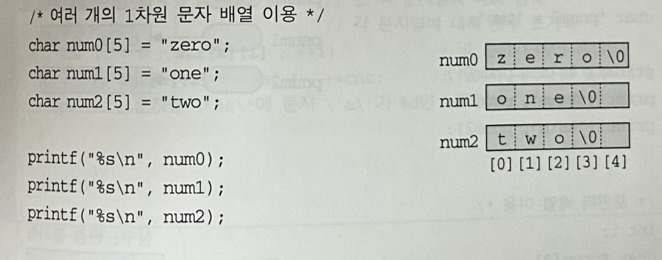 /* 여러 개의 1차원 문자 배열 이용 */
char num0[5] = "zero";
char num1[5] = "one";
char num2[5] = "two";
printf("%s\n", num0);
printf("%s\n", num1);
printf("%s\n", num2);
num0 z e r o \0
num1 o n e \0
num2 t w o \0
[0] [1] [2] [3] [4]